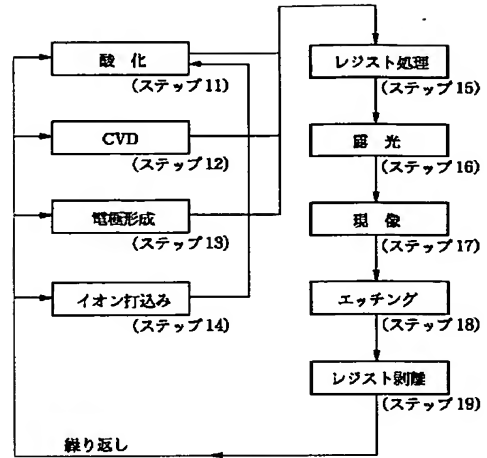 酸 化
(ステップ11)
CVD
(ステップ12)
電極形成
(ステップ13)
イオン打込み
(ステップ14)
レジスト処理
(ステップ15)
露 光
(ステップ16)
現 像
(ステップ17)
エッチング
(ステップ18)
レジスト剥離
(ステップ19)
繰り返し